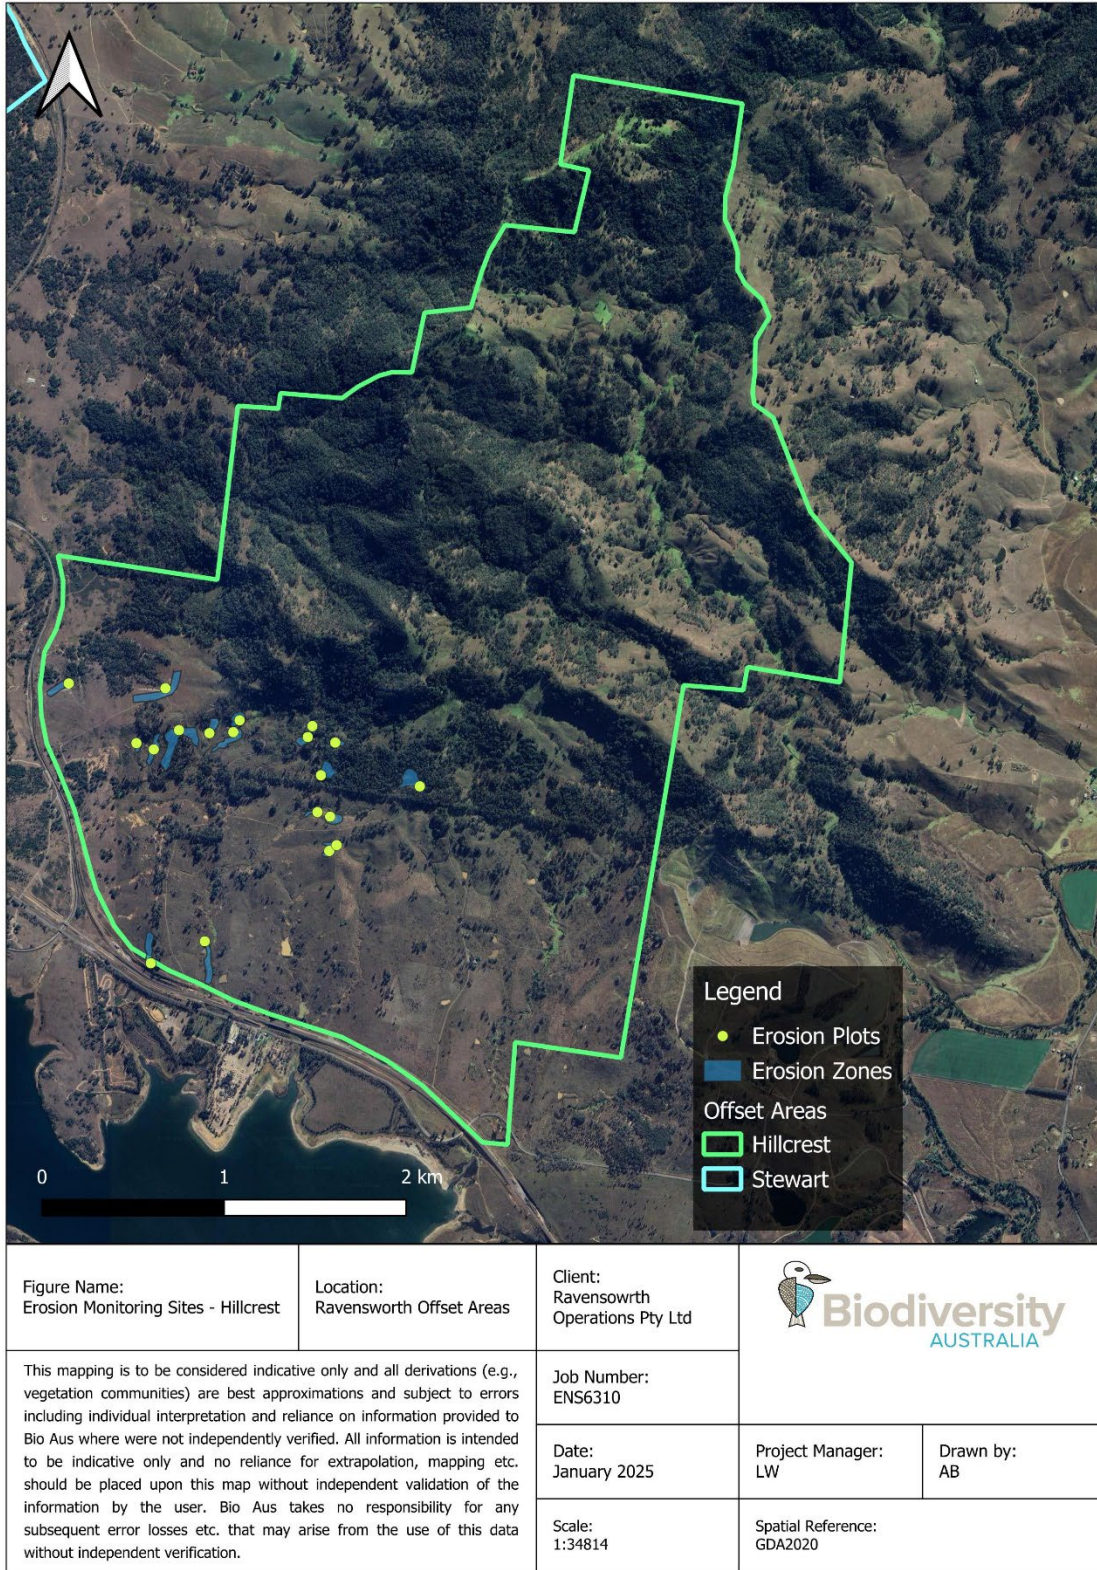 Legend
Erosion Plots
Erosion Zones
Offset Areas
Hillcrest
Stewart
0 1 2 km
Figure Name:
Erosion Monitoring Sites - Hillcrest
Location:
Ravensworth Offset Areas
Client:
Ravensowrth
Operations Pty Ltd
Biodiversity
AUSTRALIA
This mapping is to be considered indicative only and all derivations (e.g.,
vegetation communities) are best approximations and subject to errors
including individual interpretation and reliance on information provided to
Bio Aus where were not independently verified. All information is intended
to be indicative only and no reliance for extrapolation, mapping etc.
should be placed upon this map without independent validation of the
information by the user. Bio Aus takes no responsibility for any
subsequent error losses etc. that may arise from the use of this data
without independent verification.
Job Number:
ENS6310
Date:
January 2025
Project Manager:
LW
Drawn by:
AB
Scale:
1:34814
Spatial Reference:
GDA2020